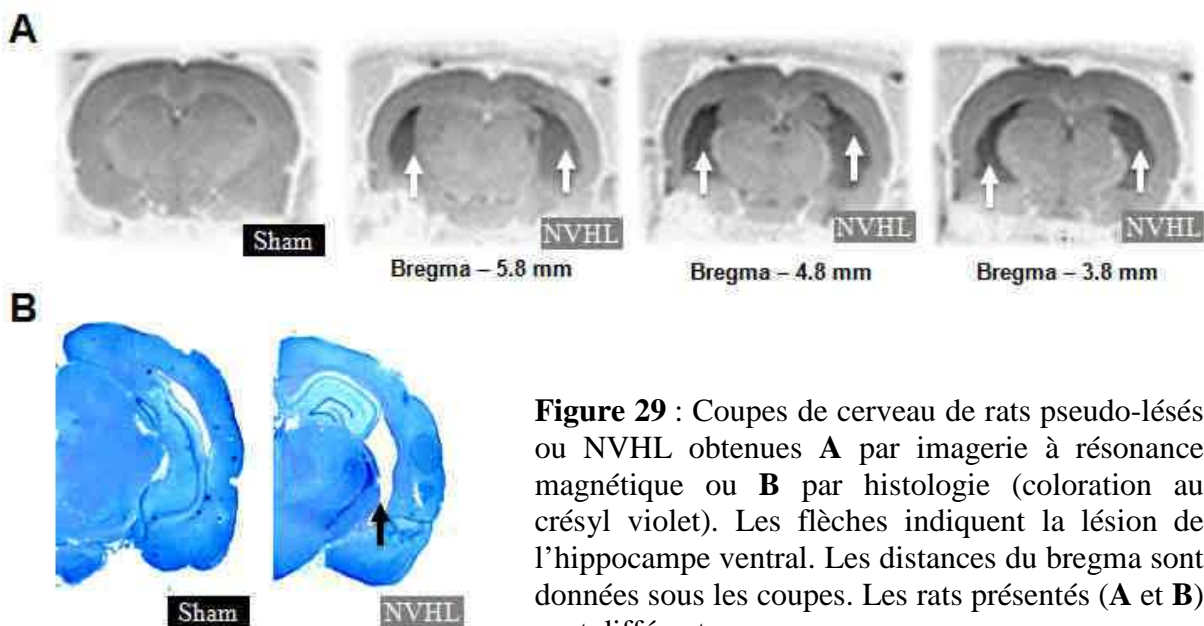 A
Sham
NVHL
NVHL
NVHL
Bregma – 5.8 mm
Bregma – 4.8 mm
Bregma – 3.8 mm
B
Sham
NVHL
Figure 29 : Coupes de cerveau de rats pseudo-lésés
ou NVHL obtenues A par imagerie à résonance
magnétique ou B par histologie (coloration au
crésyl violet). Les flèches indiquent la lésion de
l’hippocampe ventral. Les distances du bregma sont
données sous les coupes. Les rats présentés (A et B)